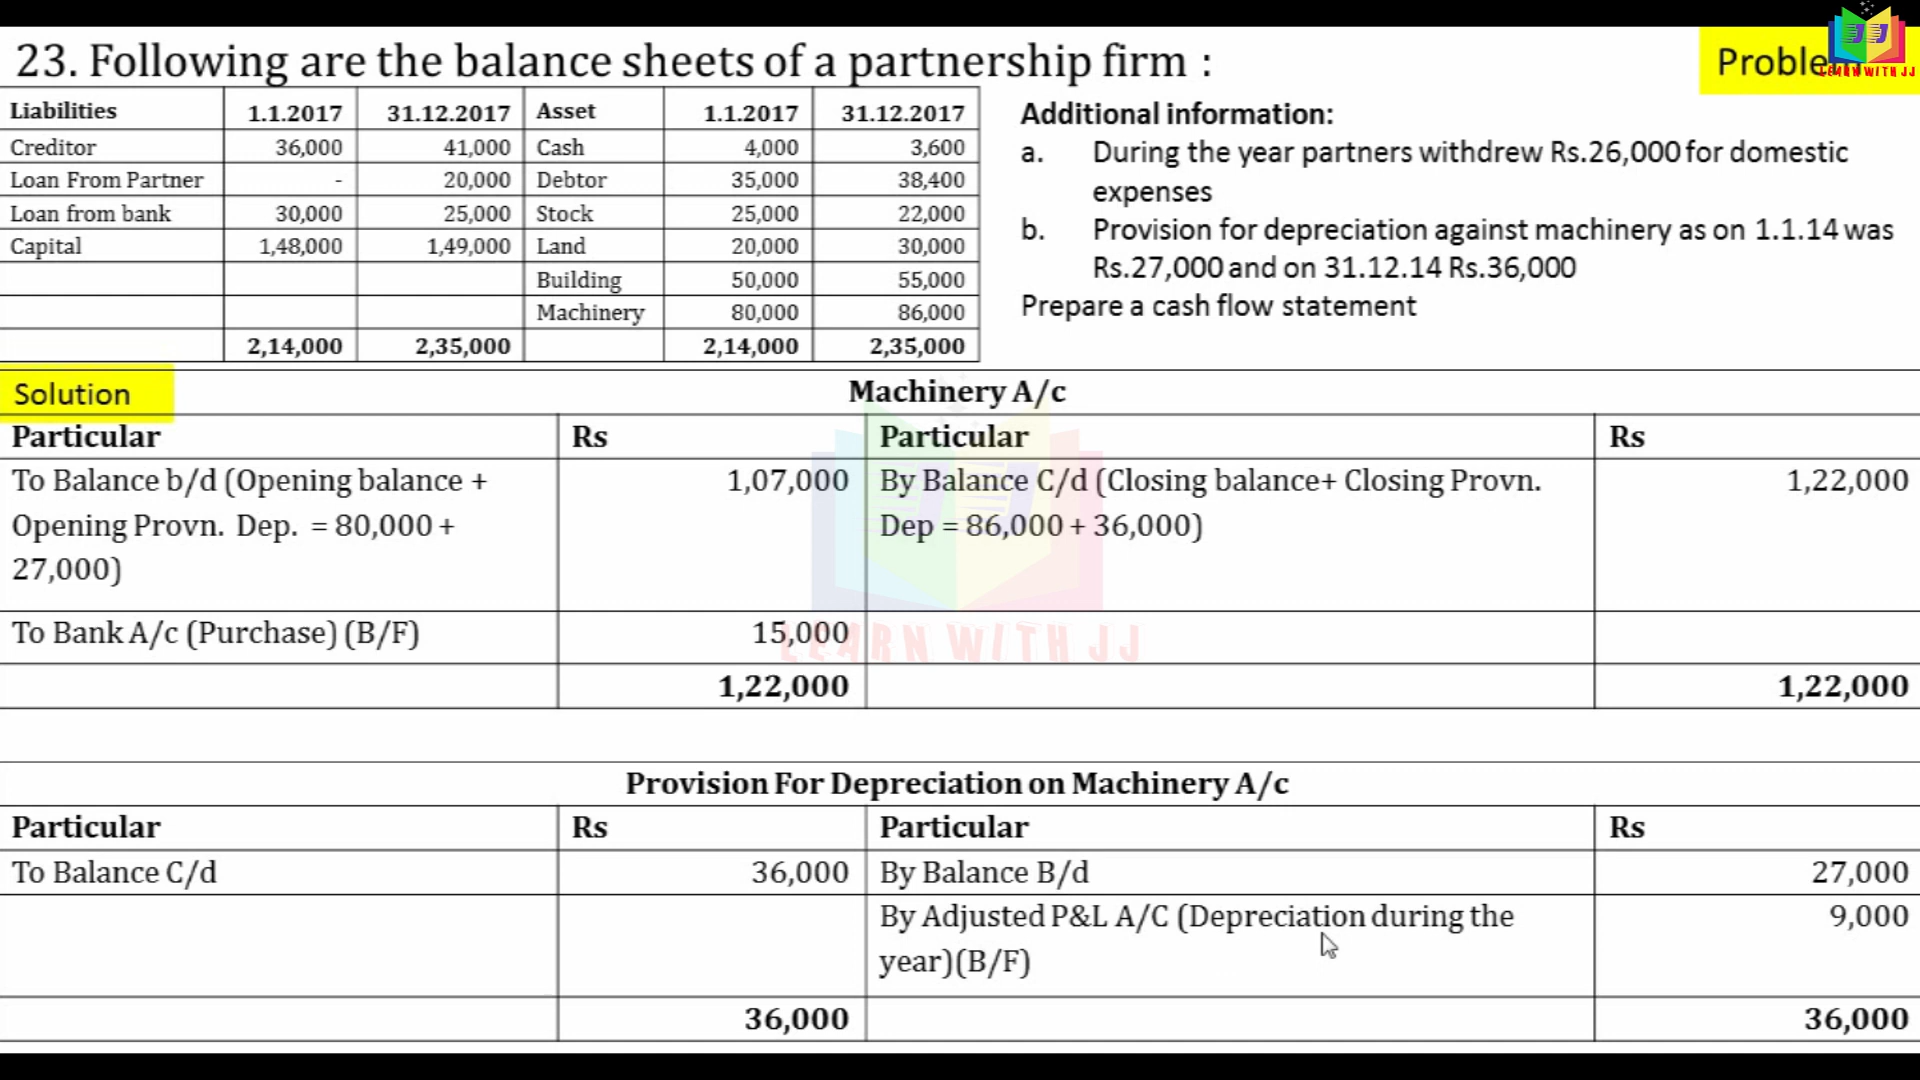 23. Following are the balance sheets of a partnership firm :
Problem
LEARN WITH JJ
Liabilities 1.1.2017 31.12.2017 Asset 1.1.2017 31.12.2017
Creditor 36,000 41,000 Cash 4,000 3,600
Loan From Partner - 20,000 Debtor 35,000 38,400
Loan from bank 30,000 25,000 Stock 25,000 22,000
Capital 1,48,000 1,49,000 Land 20,000 30,000
Building 50,000 55,000
Machinery 80,000 86,000
2,14,000 2,35,000 2,14,000 2,35,000
Additional information:
a. During the year partners withdrew Rs.26,000 for domestic
expenses
b. Provision for depreciation against machinery as on 1.1.14 was
Rs.27,000 and on 31.12.14 Rs.36,000
Prepare a cash flow statement
Solution
Machinery A/c
Particular Rs Particular Rs
To Balance b/d (Opening balance + 1,07,000 By Balance C/d (Closing balance+ Closing Provn. 1,22,000
Opening Provn. Dep. = 80,000 + Dep = 86,000 + 36,000)
27,000)
To Bank A/c (Purchase) (B/F) 15,000
LEARN WITH JJ
1,22,000 1,22,000
Provision For Depreciation on Machinery A/c
Particular Rs Particular Rs
To Balance C/d 36,000 By Balance B/d 27,000
By Adjusted P&L A/C (Depreciation during the 9,000
year)(B/F)
36,000 36,000